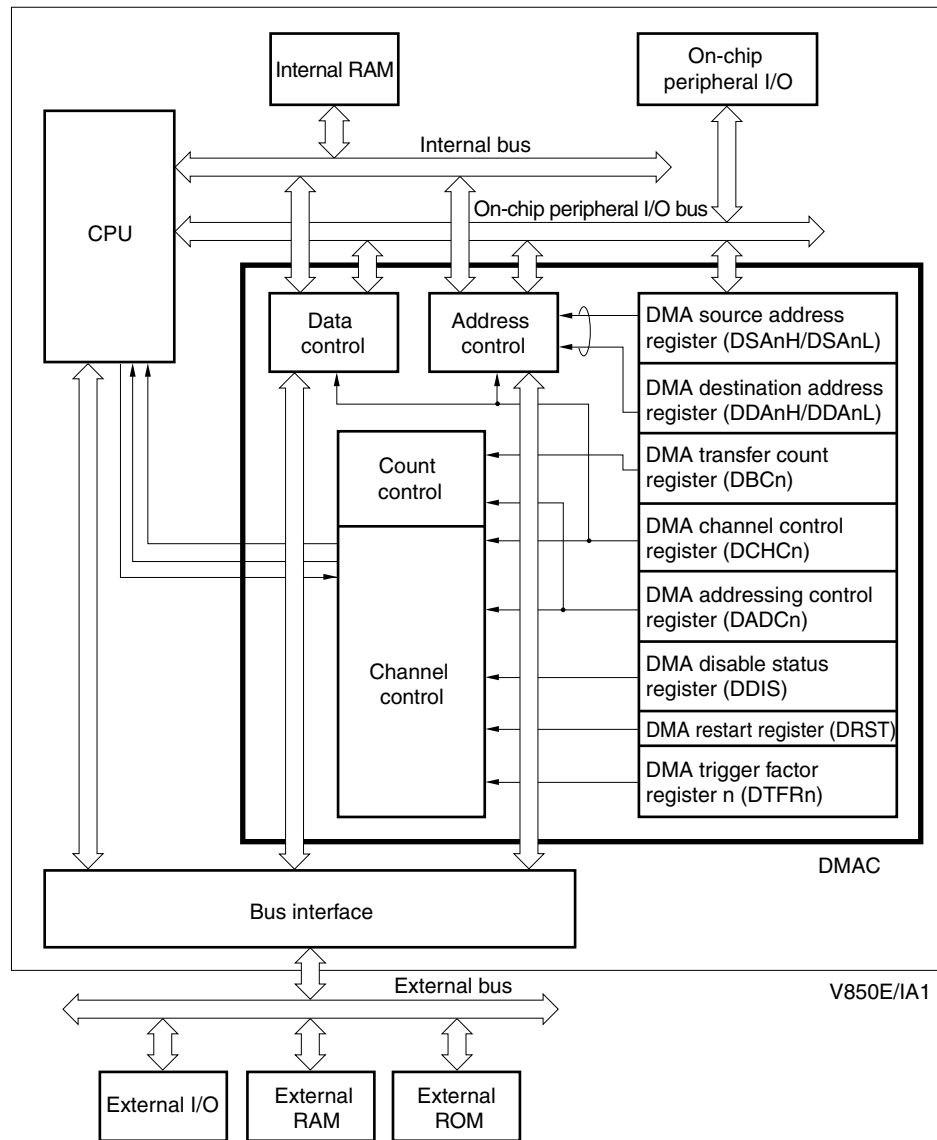 Internal RAM
On-chip
peripheral I/O
Internal bus
On-chip peripheral I/O bus
CPU
Data
control
Address
control
DMA source address
register (DSAnH/DSAnL)
DMA destination address
register (DDAnH/DDAnL)
DMA transfer count
register (DBCn)
DMA channel control
register (DCHCn)
DMA addressing control
register (DADCn)
DMA disable status
register (DDIS)
DMA restart register (DRST)
DMA trigger factor
register n (DTFRn)
Count
control
Channel
control
DMAC
Bus interface
External bus
V850E/IA1
External I/O
External
RAM
External
ROM